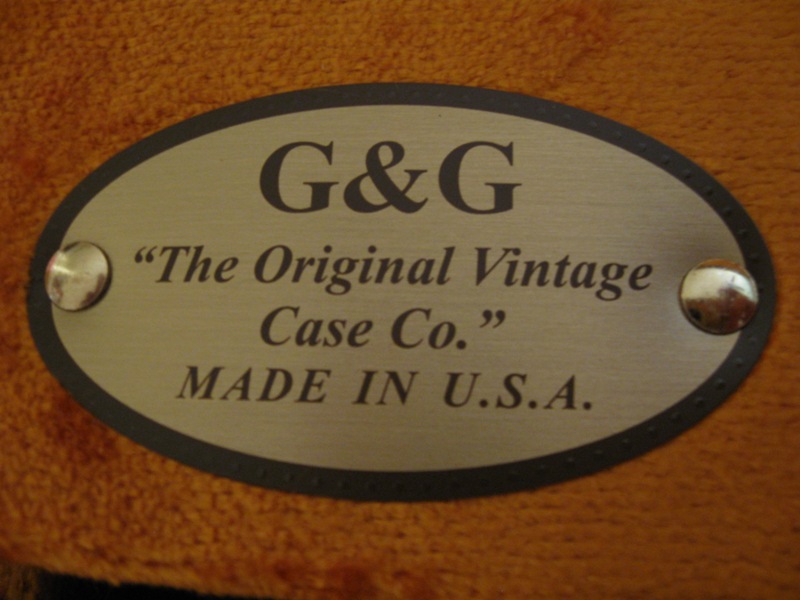 G&G
“The Original Vintage
Case Co.”
MADE IN U.S.A.